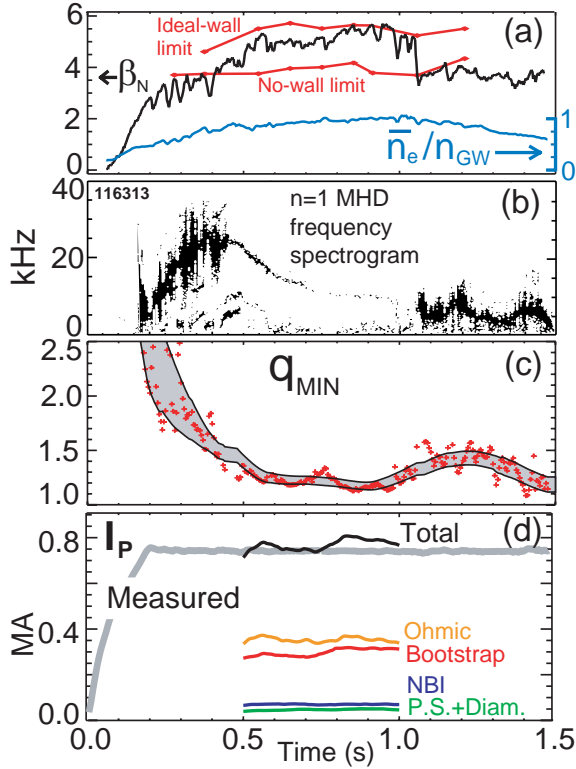 Ideal-wall
limit
(a)
6
4
2
0
←βN
No-wall limit
n̅e/nGW→
1
0
40
20
0
kHz
116313
n=1 MHD
frequency
spectrogram
(b)
2.5
2.0
1.5
1.0
qMIN
(c)
0.8
0.4
0.0
MA
IP
Total
(d)
Measured
Ohmic
Bootstrap
NBI
P.S.+Diam.
0.0 0.5 1.0 1.5
Time (s)